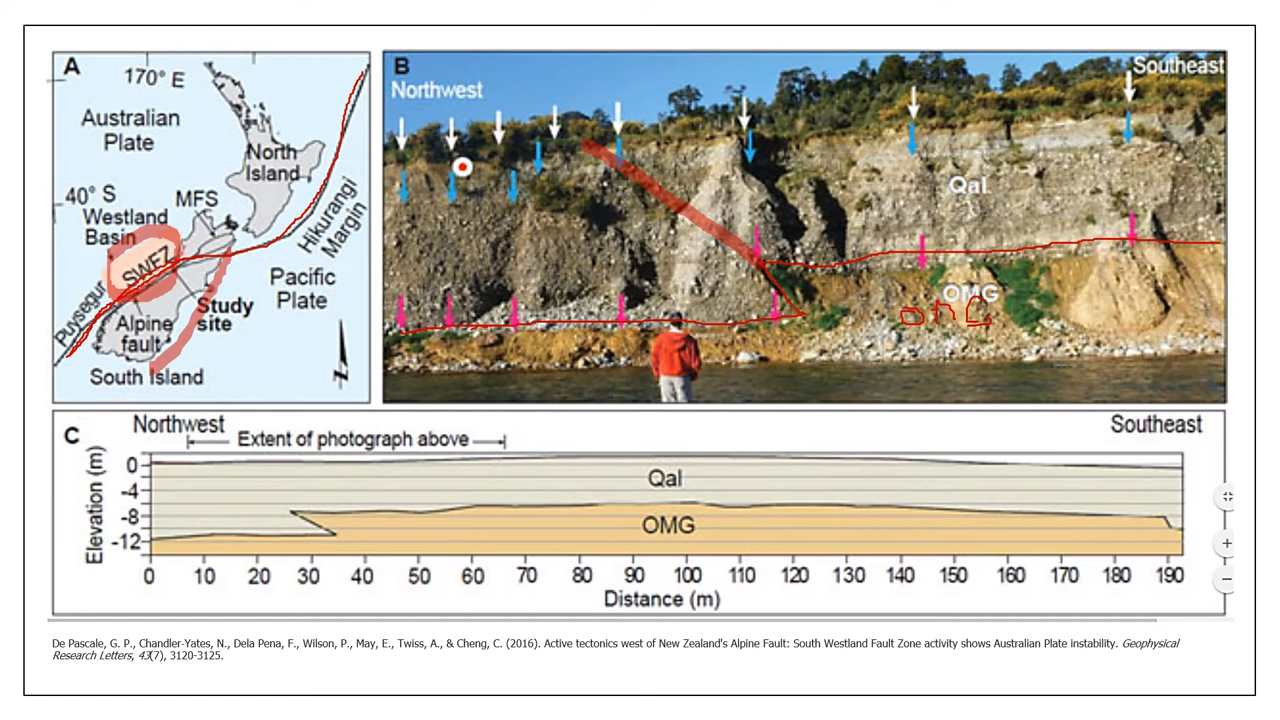 A
170° E
Australian
Plate
North
Island
40° S
MFS
Westland
Basin
SWFZ
Hikurangi
Margin
Pacific
Plate
Puysegur
Study
site
Alpine
fault
South Island
B
Northwest
Southeast
Qal
OMG
C
Northwest
Southeast
Extent of photograph above
Elevation (m)
0
-4
-8
-12
Qal
OMG
0 10 20 30 40 50 60 70 80 90 100 110 120 130 140 150 160 170 180 190
Distance (m)
De Pascale, G. P., Chandler-Yates, N., Dela Pena, F., Wilson, P., May, E., Twiss, A., & Cheng, C. (2016). Active tectonics west of New Zealand's Alpine Fault: South Westland Fault Zone activity shows Australian Plate instability. Geophysical
Research Letters, 43(7), 3120-3125.